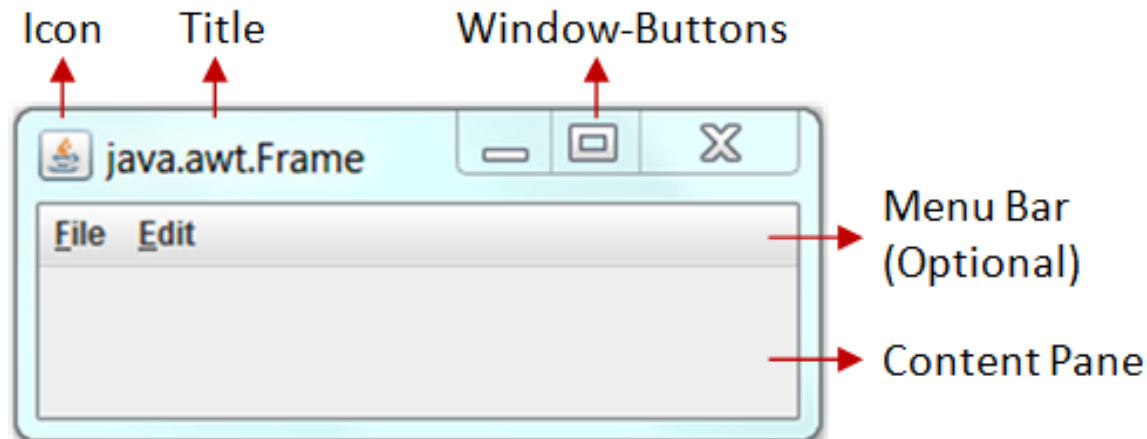 Icon Title Window-Buttons
java.awt.Frame
File Edit
Menu Bar
(Optional)
Content Pane